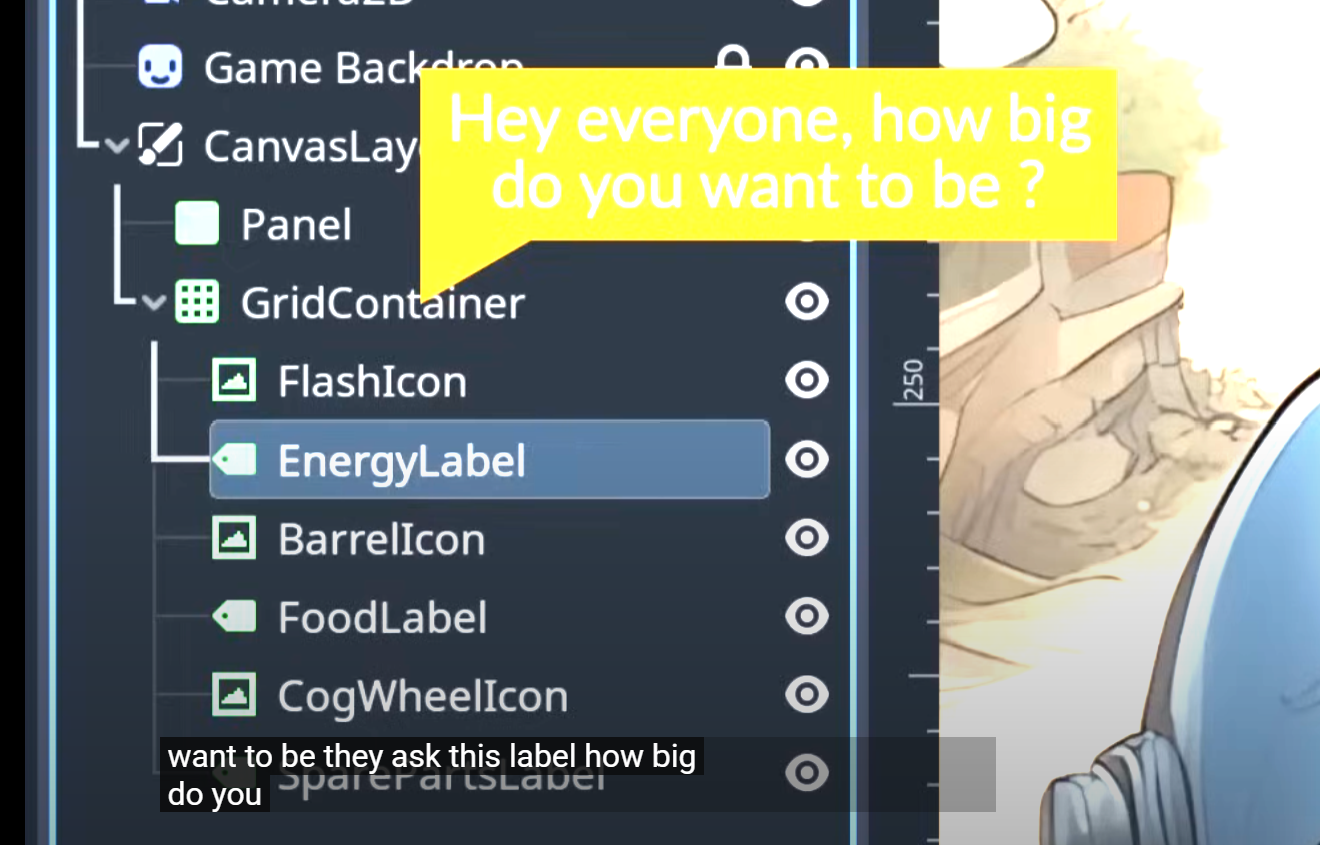 Camera2D
Game Backdrop
Hey everyone, how big
do you want to be ?
CanvasLay
Panel
GridContainer
FlashIcon
250
EnergyLabel
BarrelIcon
FoodLabel
CogWheelIcon
want to be they ask this label how big
do you
SparePartsLabel